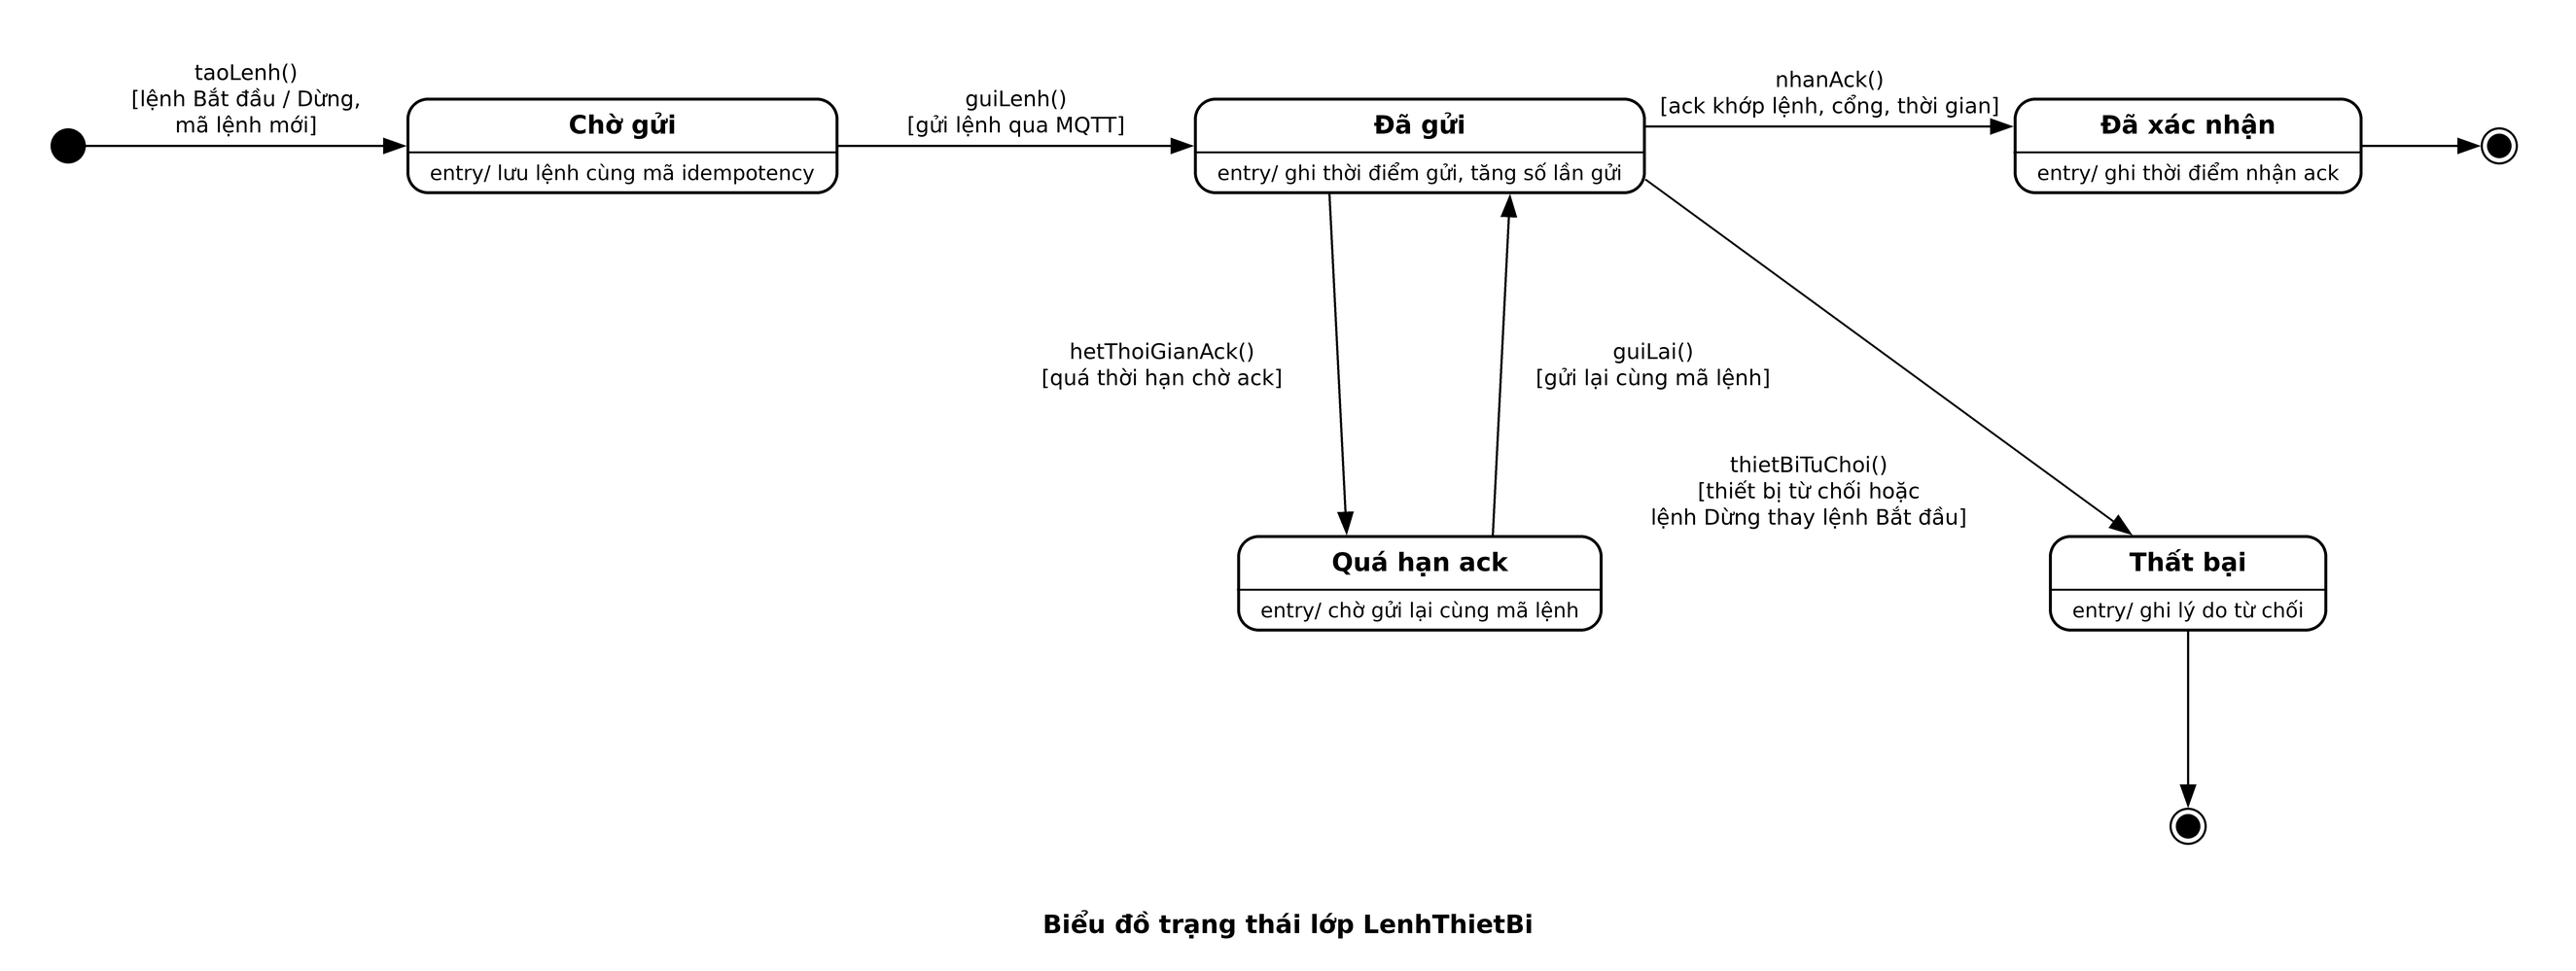 taoLenh()
[lệnh Bắt đầu / Dừng,
mã lệnh mới]
Chờ gửi
entry/ lưu lệnh cùng mã idempotency
guiLenh()
[gửi lệnh qua MQTT]
Đã gửi
entry/ ghi thời điểm gửi, tăng số lần gửi
nhanAck()
[ack khớp lệnh, cổng, thời gian]
Đã xác nhận
entry/ ghi thời điểm nhận ack
hetThoiGianAck()
[quá thời hạn chờ ack]
guiLai()
[gửi lại cùng mã lệnh]
thietBiTuChoi()
[thiết bị từ chối hoặc
lệnh Dừng thay lệnh Bắt đầu]
Quá hạn ack
entry/ chờ gửi lại cùng mã lệnh
Thất bại
entry/ ghi lý do từ chối
Biểu đồ trạng thái lớp LenhThietBi